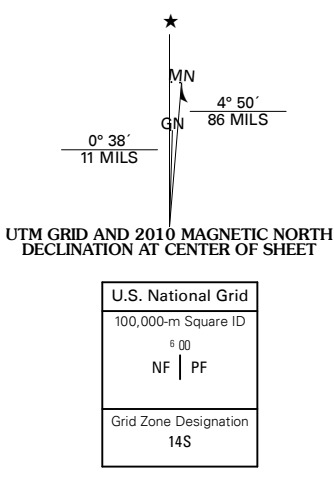 ★
MN
4° 50´
86 MILS
GN
0° 38´
11 MILS
UTM GRID AND 2010 MAGNETIC NORTH
DECLINATION AT CENTER OF SHEET
U.S. National Grid
100,000-m Square ID
⁶ 00
NF | PF
Grid Zone Designation
14S